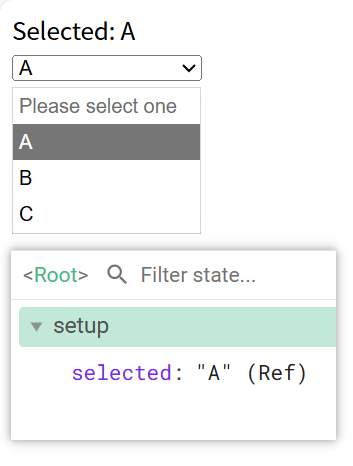 Selected: A
A
Please select one
A
B
C
<Root> Filter state...
setup
selected: "A" (Ref)